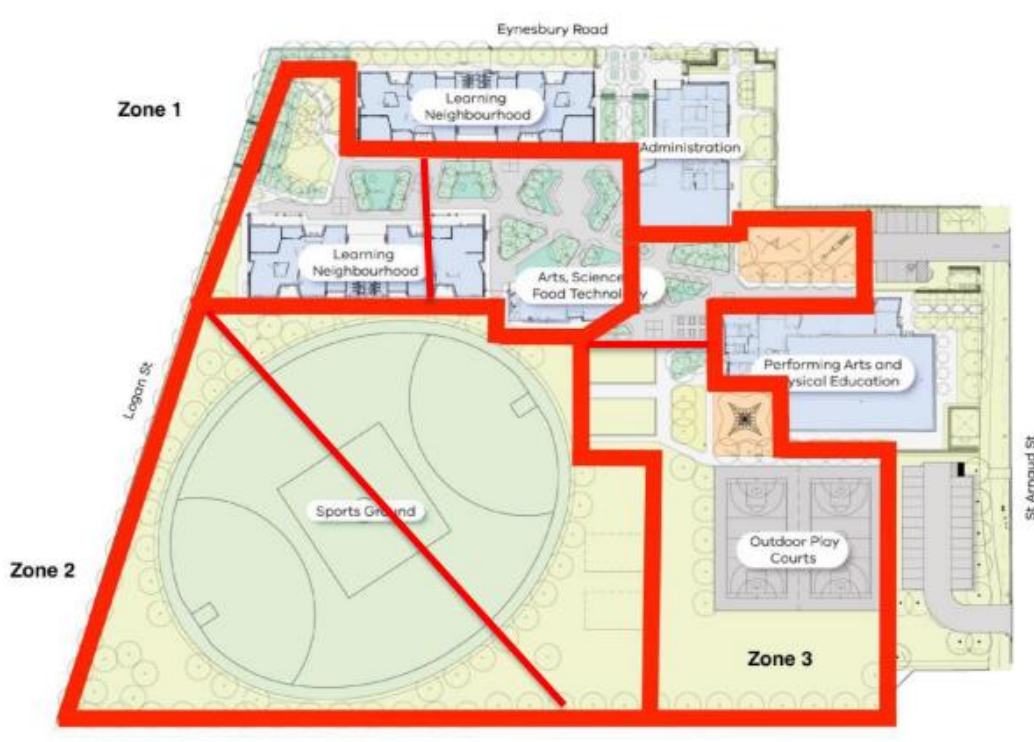 Eynesbury Road
Zone 1
Learning
Neighbourhood
Administration
Learning
Neighbourhood
Arts, Science
Food Technology
Performing Arts and
ysical Education
Logan St
St Arnaud St
Sports Ground
Outdoor Play
Courts
Zone 2
Zone 3